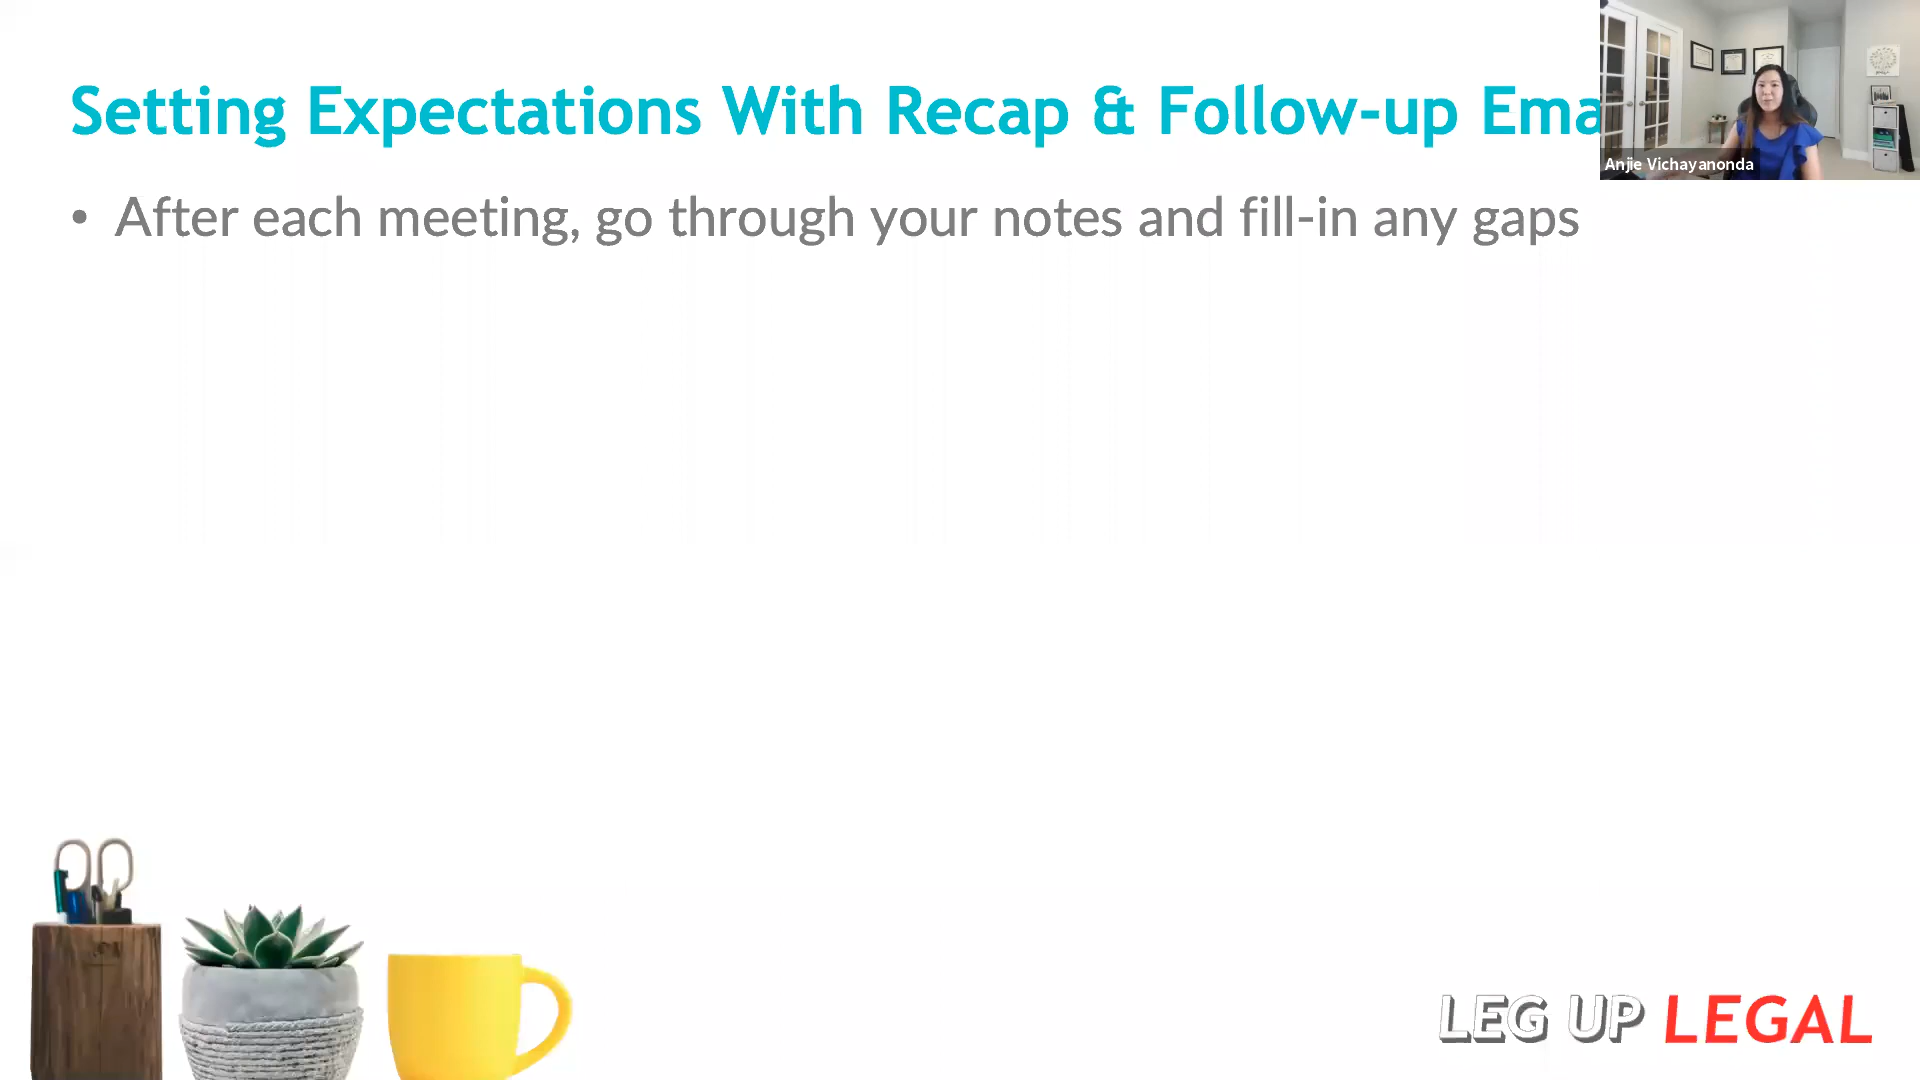 Setting Expectations With Recap & Follow-up Ema
Anjie Vichayanonda
• After each meeting, go through your notes and fill-in any gaps
LEG UP LEGAL